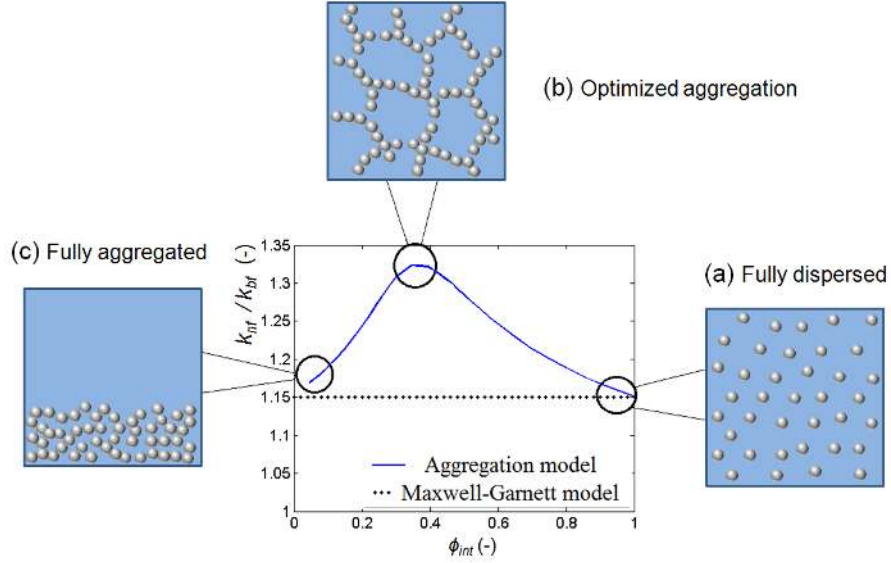 (b) Optimized aggregation
(c) Fully aggregated
(a) Fully dispersed
k_nf / k_bf (-)
1.35
1.3
1.25
1.2
1.15
1.1
1.05
1
Aggregation model
Maxwell-Garnett model
0 0.2 0.4 0.6 0.8 1
ϕ_int (-)